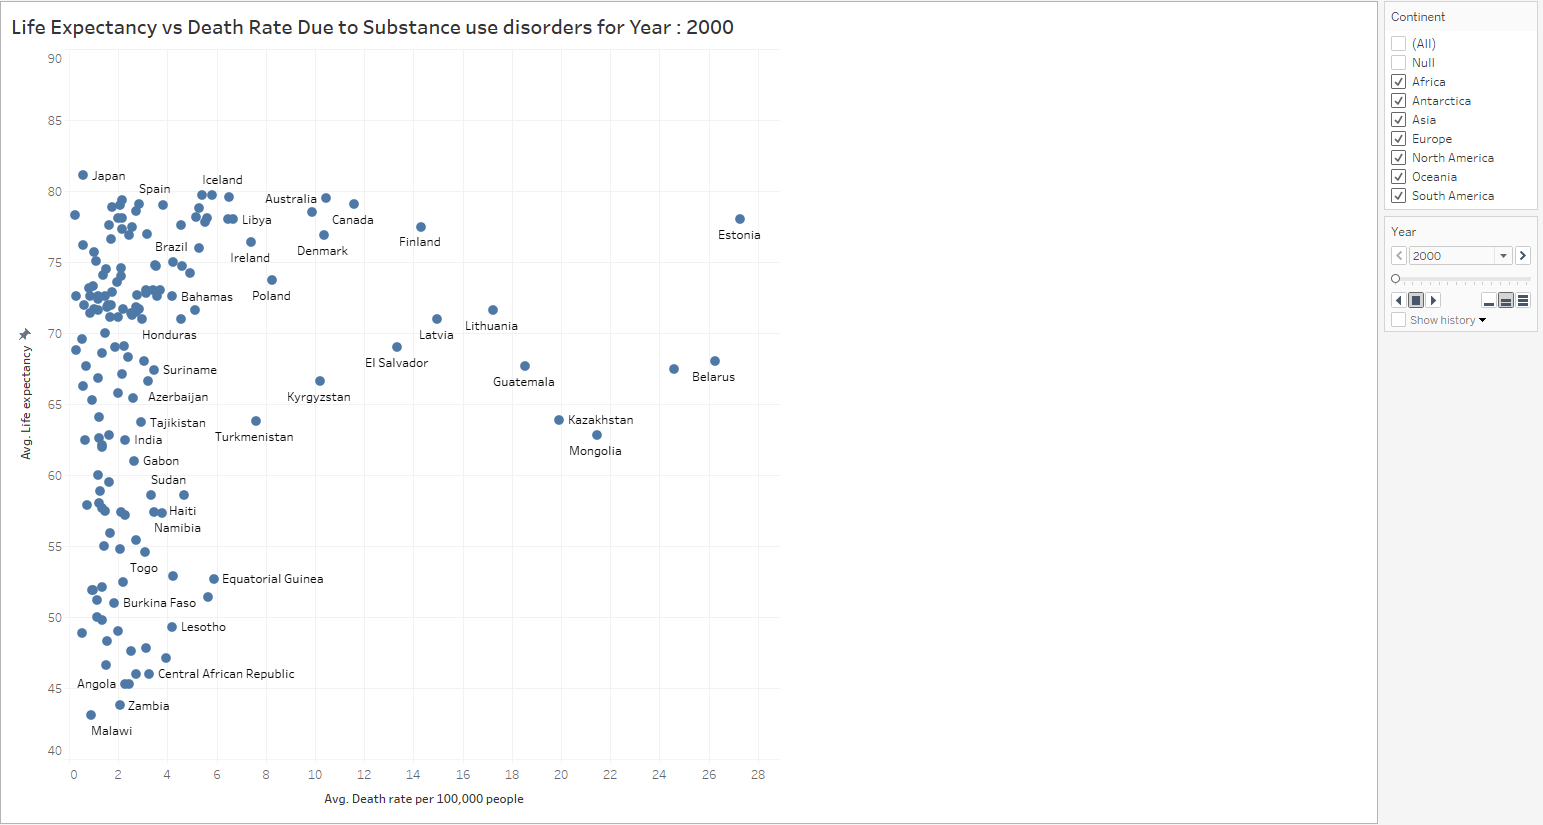 Life Expectancy vs Death Rate Due to Substance use disorders for Year : 2000
90
85
80
75
70
65
60
55
50
45
40
Avg. Life expectancy
Japan
Spain
Iceland
Australia
Libya
Canada
Estonia
Brazil
Finland
Ireland
Denmark
Bahamas
Poland
Honduras
Lithuania
Latvia
El Salvador
Suriname
Belarus
Guatemala
Azerbaijan
Kyrgyzstan
Tajikistan
Kazakhstan
India
Turkmenistan
Mongolia
Gabon
Sudan
Haiti
Namibia
Togo
Equatorial Guinea
Burkina Faso
Lesotho
Central African Republic
Angola
Zambia
Malawi
0 2 4 6 8 10 12 14 16 18 20 22 24 26 28
Avg. Death rate per 100,000 people
Continent
(All)
Null
Africa
Antarctica
Asia
Europe
North America
Oceania
South America
Year
2000
Show history